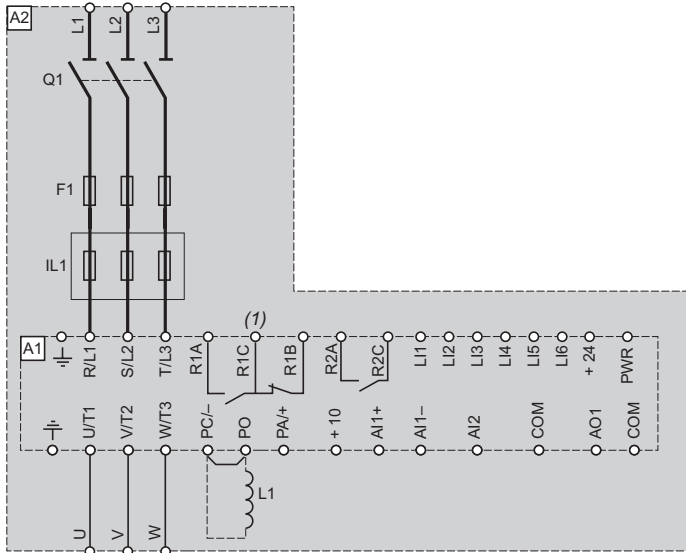 A2
L1
L2
L3
Q1
F1
IL1
(1)
A1
R/L1
S/L2
T/L3
R1A
R1C
R1B
R2A
R2C
LI1
LI2
LI3
LI4
LI5
LI6
+ 24
PWR
U/T1
V/T2
W/T3
PC/–
PO
PA/+
+ 10
AI1+
AI1–
AI2
COM
AO1
COM
L1
U
V
W